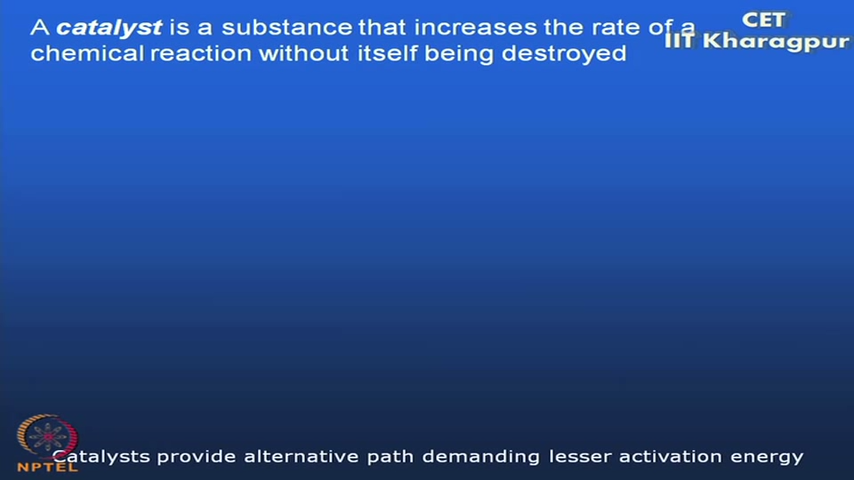 A catalyst is a substance that increases the rate of a
chemical reaction without itself being destroyed
CET
IIT Kharagpur
Catalysts provide alternative path demanding lesser activation energy
NPTEL